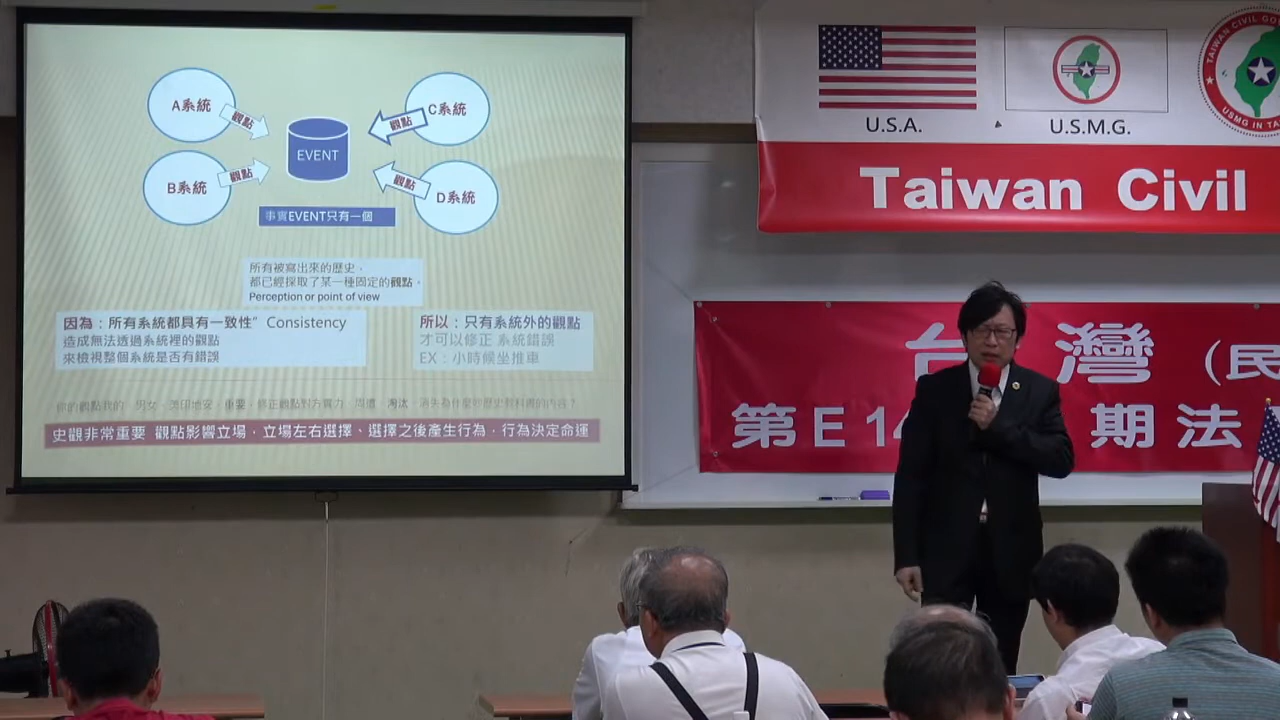 A系統
觀點
C系統
觀點
EVENT
B系統
觀點
觀點
D系統
事實EVENT只有一個
所有被寫出來的歷史，
都已經採取了某一種固定的觀點。
Perception or point of view
因為：所有系統都具有一致性”Consistency
造成無法透過系統裡的觀點
來檢視整個系統是否有錯誤
所以：只有系統外的觀點
才可以修正 系統錯誤
EX：小時候坐推車
史觀非常重要 觀點影響立場，立場左右選擇、選擇之後產生行為，行為決定命運
U.S.A.
U.S.M.G.
TAIWAN CIVIL
USMG IN
Taiwan Civil
台灣（民
第E14 期法